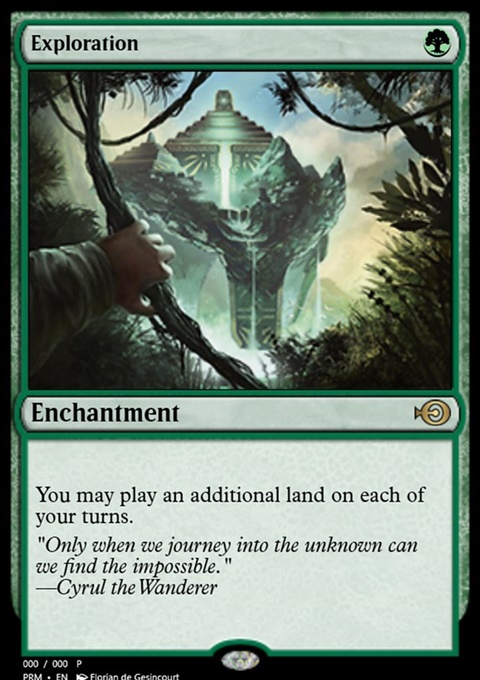 Exploration
Enchantment
You may play an additional land on each of
your turns.
"Only when we journey into the unknown can
we find the impossible."
—Cyrul the Wanderer
000 / 000 P
PRM • EN Florian de Gesincourt